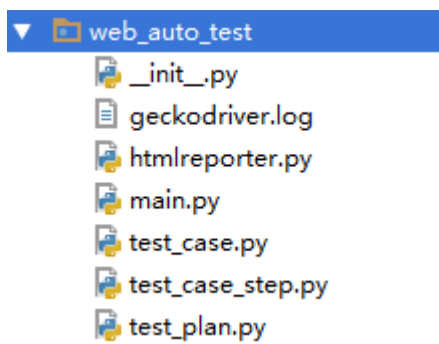 web_auto_test
__init__.py
geckodriver.log
htmlreporter.py
main.py
test_case.py
test_case_step.py
test_plan.py